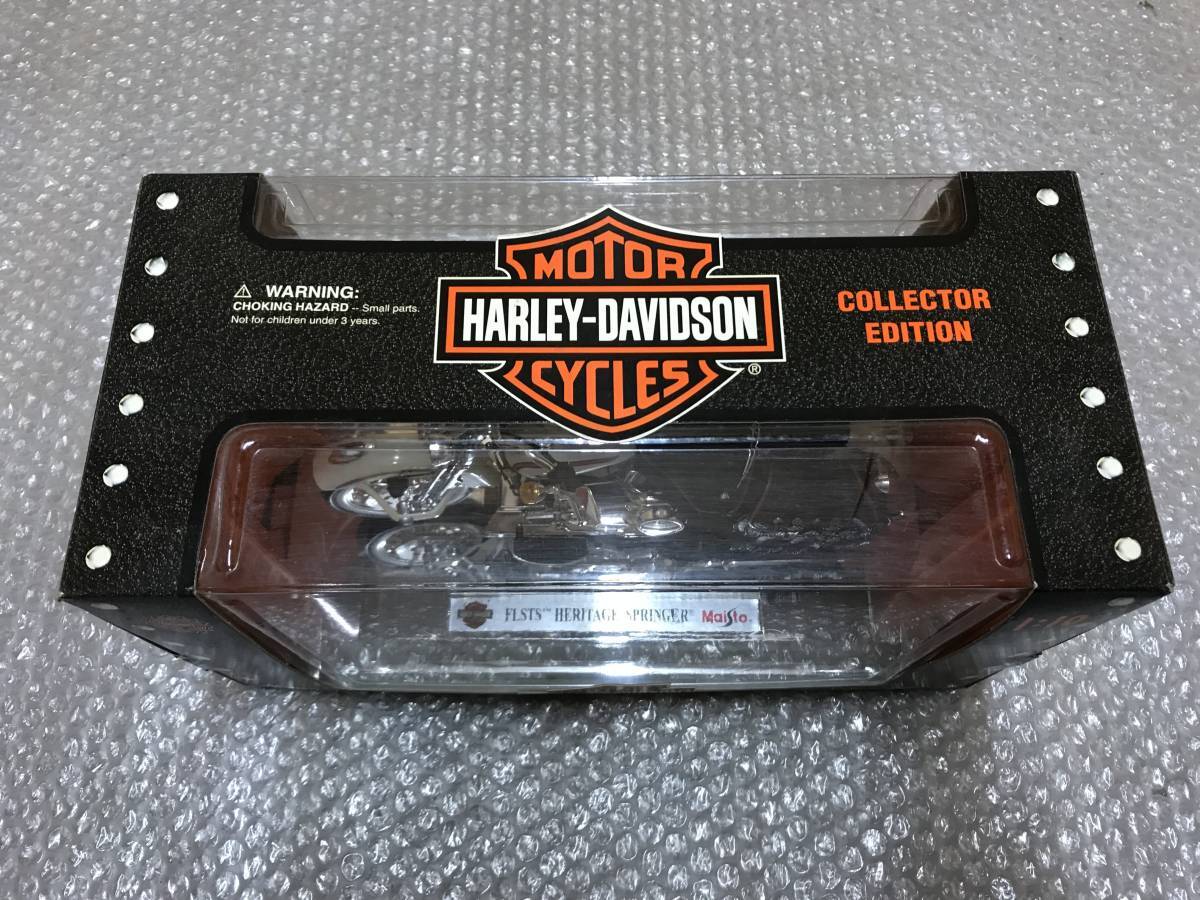 ⚠ WARNING:
CHOKING HAZARD -- Small parts.
Not for children under 3 years.
MOTOR
HARLEY-DAVIDSON
CYCLES
®
COLLECTOR
EDITION
FLSTS™ HERITAGE SPRINGER® Maisto